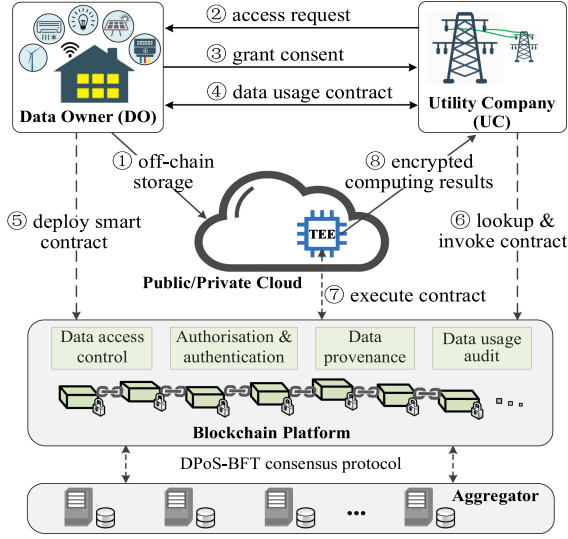 ② access request
③ grant consent
④ data usage contract
Data Owner (DO)
Utility Company
(UC)
① off-chain
storage
⑧ encrypted
computing results
⑤ deploy smart
contract
⑥ lookup &
invoke contract
TEE
Public/Private Cloud
⑦ execute contract
Data access
control
Authorisation &
authentication
Data
provenance
Data usage
audit
Blockchain Platform
DPoS-BFT consensus protocol
Aggregator